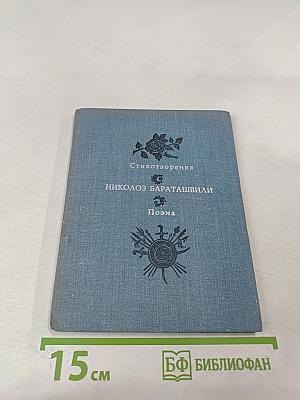 Стихотворения
НИКОЛОЗ БАРАТАШВИЛИ
Поэма
15 см
БФ БИБЛИОФАН